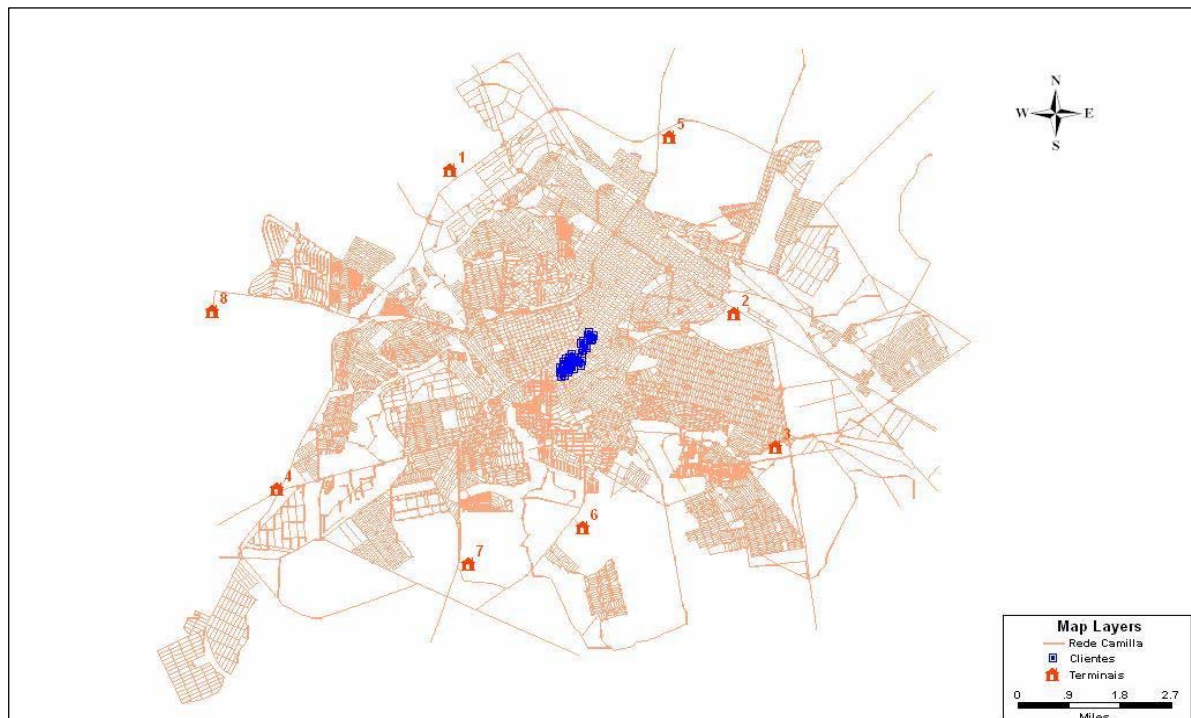 N
W E
S
5
1
8
2
3
4
6
7
Map Layers
Rede Camilla
Clientes
Terminais
0 .9 1.8 2.7
Miles